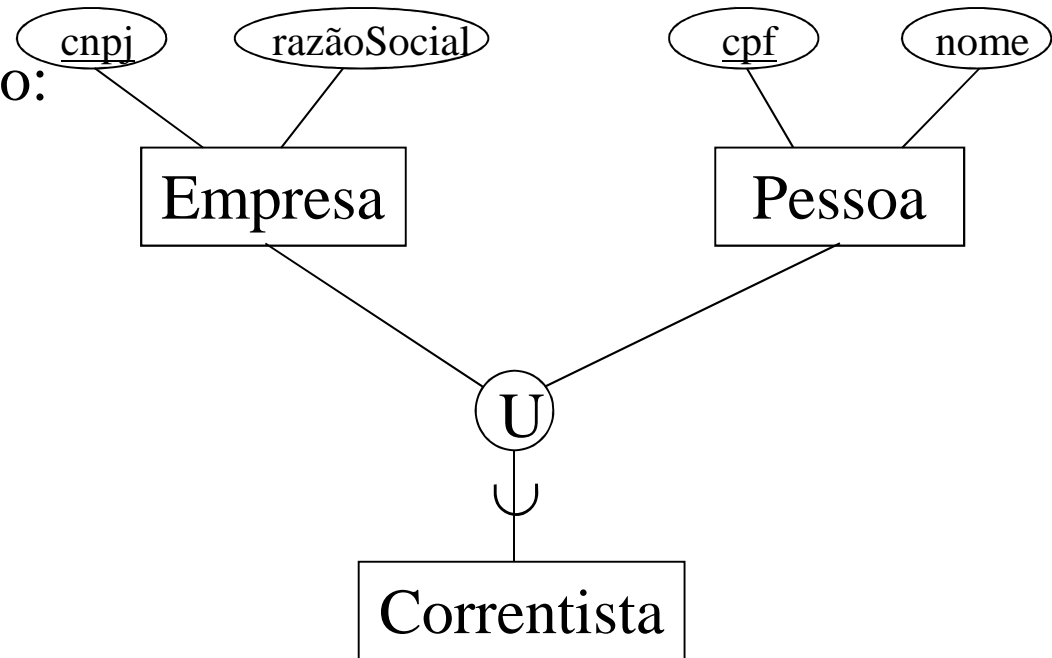 cnpj razãoSocial cpf nome
o:
Empresa Pessoa
U
Correntista